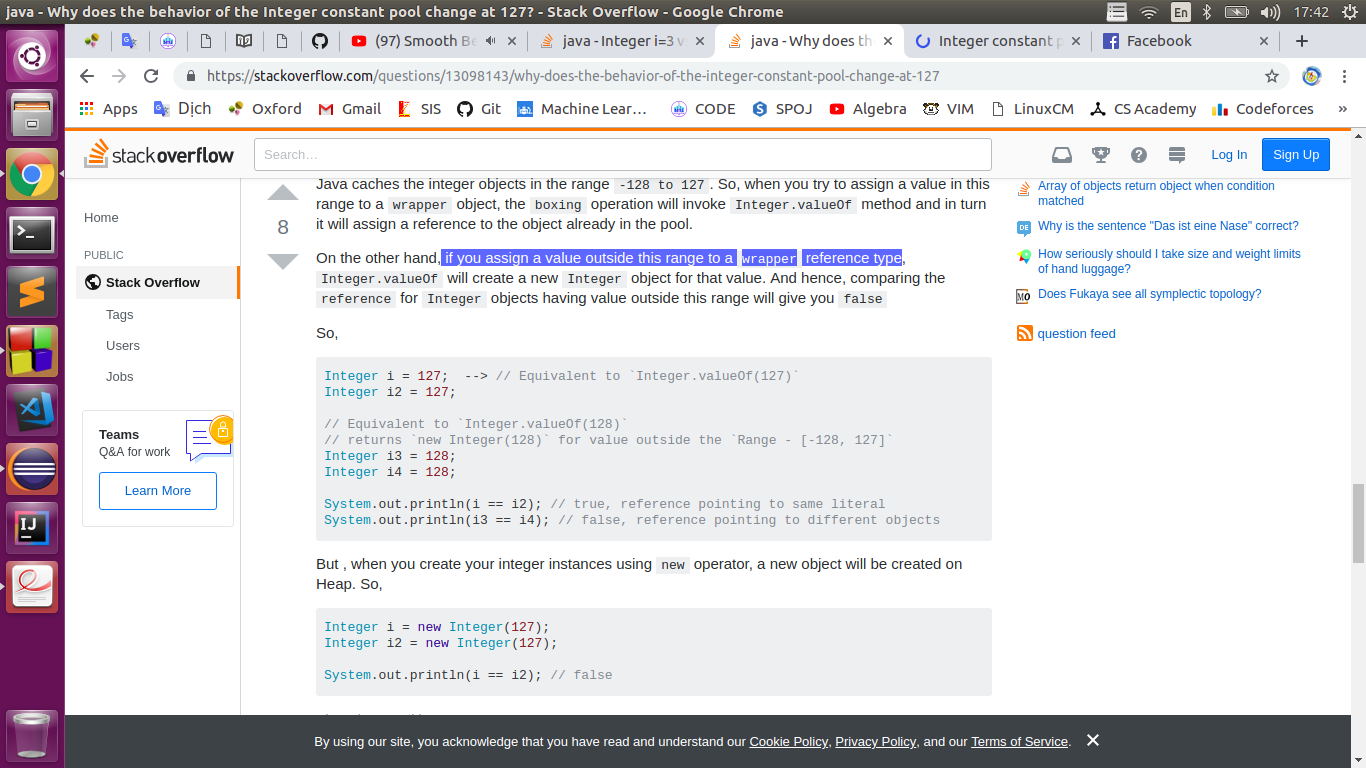 java - Why does the behavior of the Integer constant pool change at 127? - Stack Overflow - Google Chrome
En
17:42
(97) Smooth Be
java - Integer i=3 v
java - Why does th
Integer constant p
Facebook
https://stackoverflow.com/questions/13098143/why-does-the-behavior-of-the-integer-constant-pool-change-at-127
Apps
Dịch
Oxford
Gmail
SIS
Git
Machine Lear…
CODE
SPOJ
Algebra
VIM
LinuxCM
CS Academy
Codeforces
»
stackoverflow
Search…
Log In
Sign Up
Home
PUBLIC
Stack Overflow
Tags
Users
Jobs
Teams
Q&A for work
Learn More
8
Java caches the integer objects in the range -128 to 127. So, when you try to assign a value in this
range to a wrapper object, the boxing operation will invoke Integer.valueOf method and in turn
it will assign a reference to the object already in the pool.
On the other hand, if you assign a value outside this range to a wrapper reference type,
Integer.valueOf will create a new Integer object for that value. And hence, comparing the
reference for Integer objects having value outside this range will give you false
So,
Integer i = 127;  --> // Equivalent to `Integer.valueOf(127)`
Integer i2 = 127;
// Equivalent to `Integer.valueOf(128)`
// returns `new Integer(128)` for value outside the `Range - [-128, 127]`
Integer i3 = 128;
Integer i4 = 128;
System.out.println(i == i2); // true, reference pointing to same literal
System.out.println(i3 == i4); // false, reference pointing to different objects
But , when you create your integer instances using new operator, a new object will be created on
Heap. So,
Integer i = new Integer(127);
Integer i2 = new Integer(127);
System.out.println(i == i2); // false
Array of objects return object when condition
matched
DE
Why is the sentence "Das ist eine Nase" correct?
How seriously should I take size and weight limits
of hand luggage?
MO
Does Fukaya see all symplectic topology?
question feed
By using our site, you acknowledge that you have read and understand our Cookie Policy, Privacy Policy, and our Terms of Service.
IJ